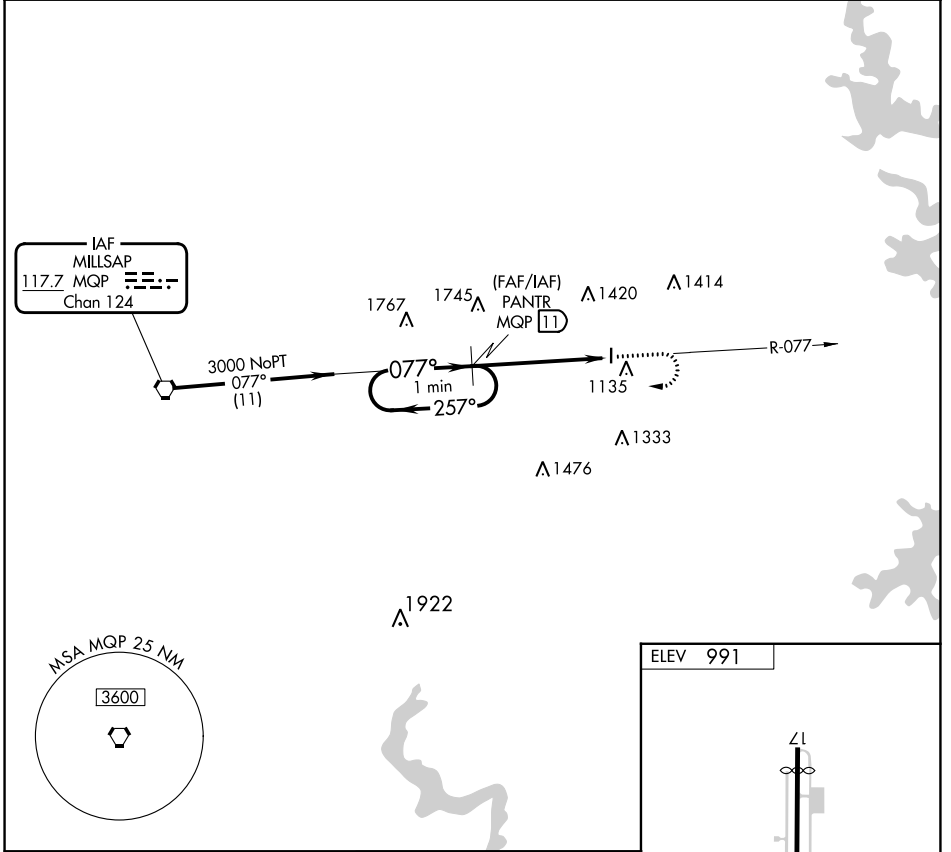 IAF
MILLSAP
117.7 MQP
Chan 124
3000 NoPT
077°
(11)
1767
1745
(FAF/IAF)
PANTR
MQP 11
1420
1414
077°
1 min
257°
1135
R-077
1333
1476
1922
MSA MQP 25 NM
3600
ELEV 991
17